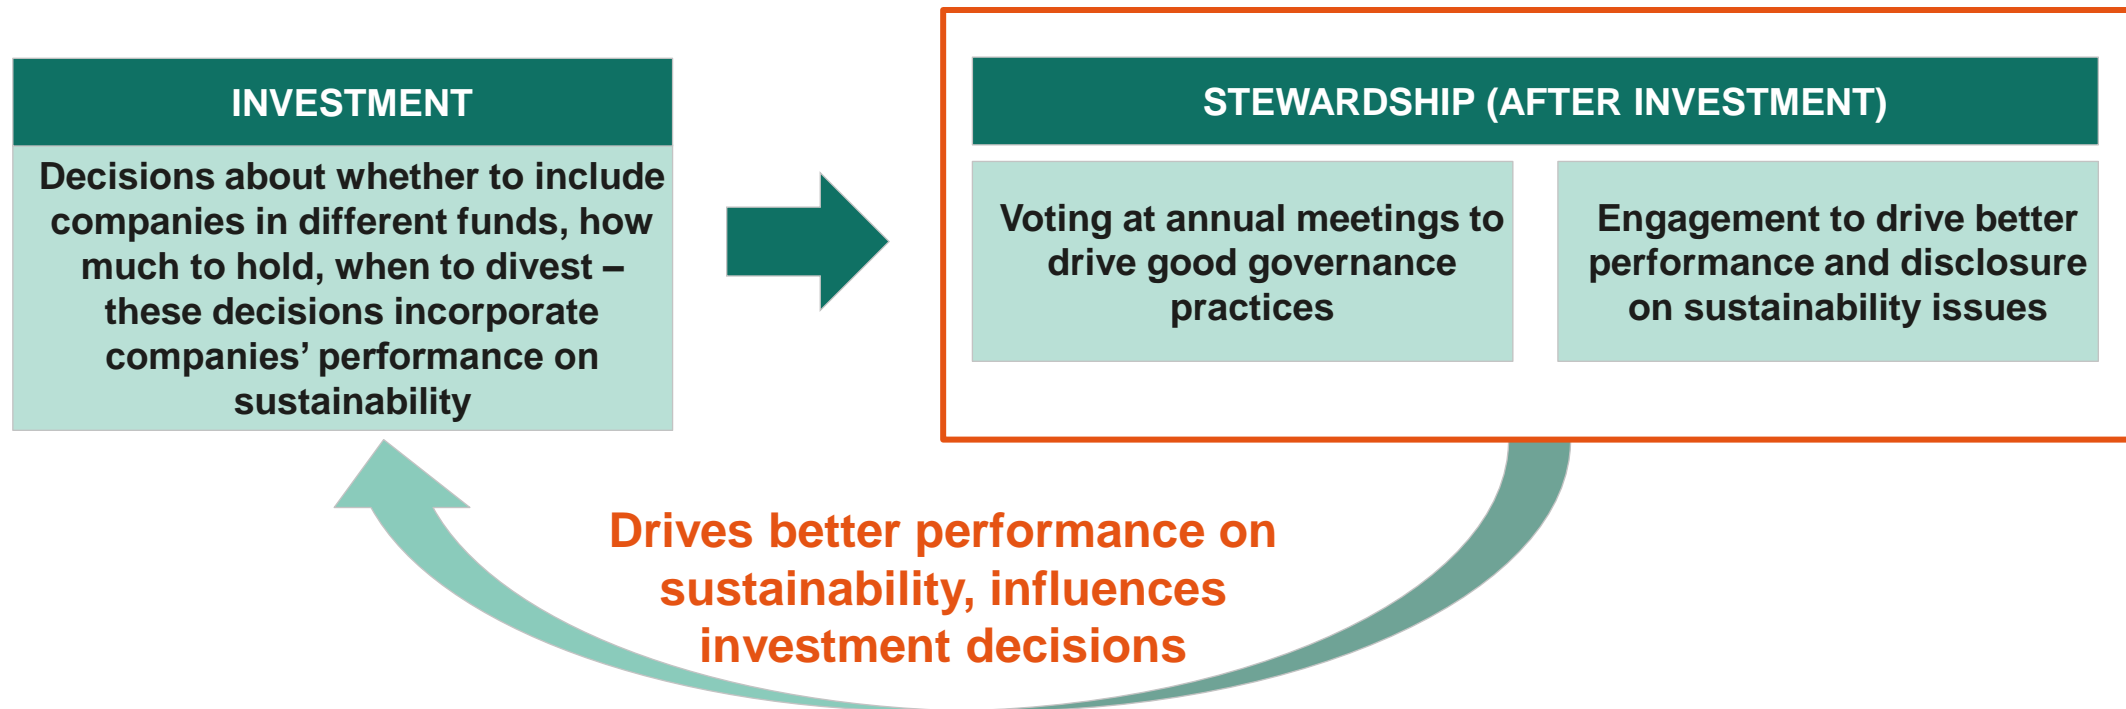 INVESTMENT
Decisions about whether to include
companies in different funds, how
much to hold, when to divest –
these decisions incorporate
companies’ performance on
sustainability
STEWARDSHIP (AFTER INVESTMENT)
Voting at annual meetings to
drive good governance
practices
Engagement to drive better
performance and disclosure
on sustainability issues
Drives better performance on
sustainability, influences
investment decisions